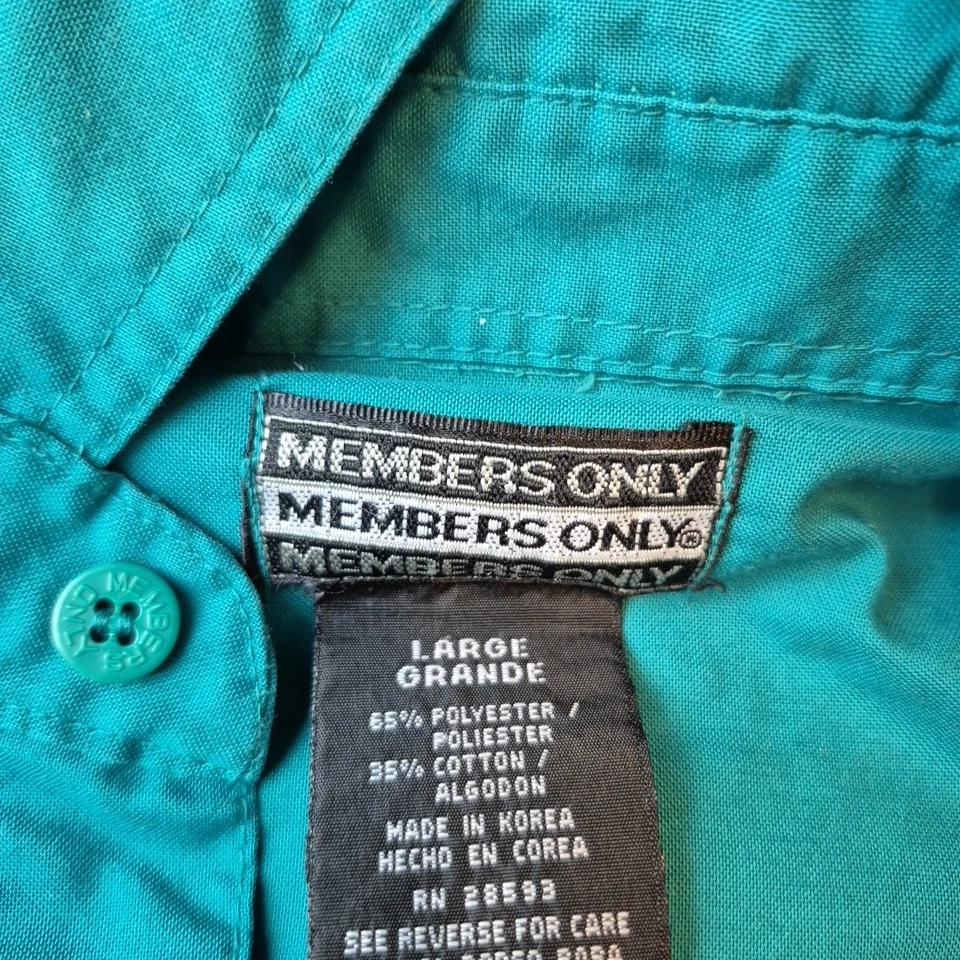 MEMBERS ONLY
MEMBERS ONLY®
MEMBERS ONLY
MEMBERS ONLY
LARGE
GRANDE
65% POLYESTER /
POLIESTER
35% COTTON /
ALGODON
MADE IN KOREA
HECHO EN COREA
RN 28593
SEE REVERSE FOR CARE